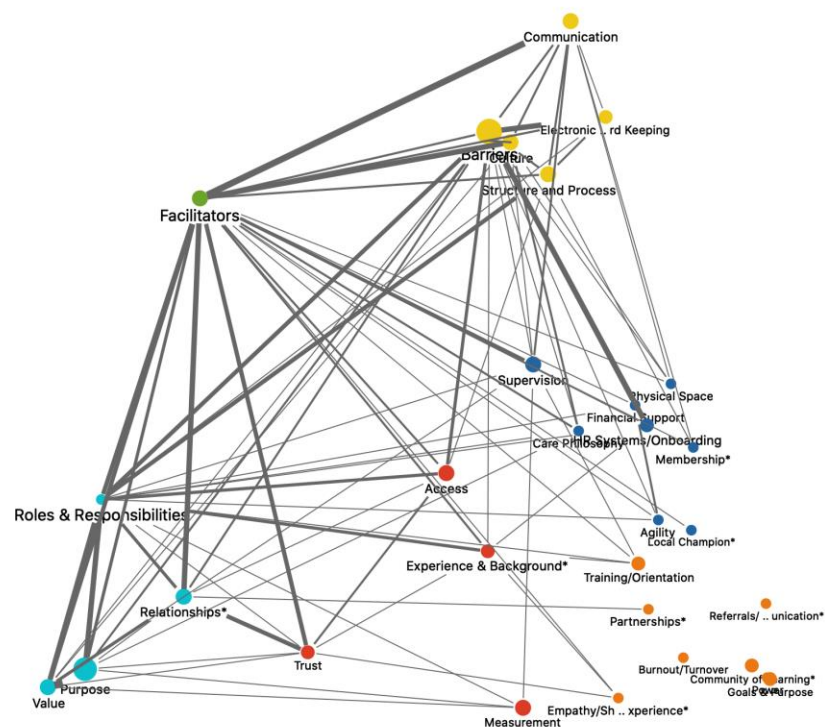 Communication
Electronic .. rd Keeping
Barriers
Culture
Structure and Process
Facilitators
Supervision
Physical Space
Financial Support
HR Systems/Onboarding
Care Philosophy
Membership*
Access
Roles & Responsibilities
Agility
Local Champion*
Experience & Background*
Training/Orientation
Relationships*
Partnerships*
Referrals/ .. unication*
Trust
Burnout/Turnover
Community of Learning*
Power
Goals & Purpose
Purpose
Value
Empathy/Sh .. xperience*
Measurement